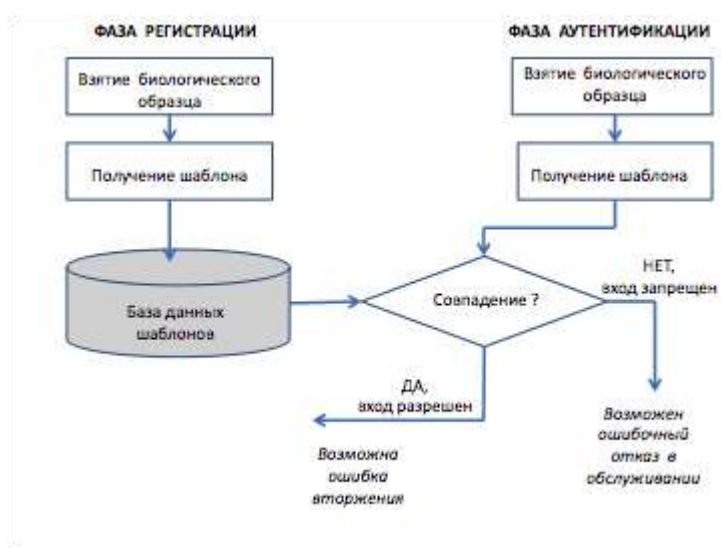 ФАЗА РЕГИСТРАЦИИ
Взятие биологического
образца
Получение шаблона
База данных
шаблонов
ФАЗА АУТЕНТИФИКАЦИИ
Взятие биологического
образца
Получение шаблона
Совпадение ?
НЕТ,
вход запрещен
ДА,
вход разрешен
Возможна
ошибка
вторжения
Возможен
ошибочный
отказ в
обслуживании